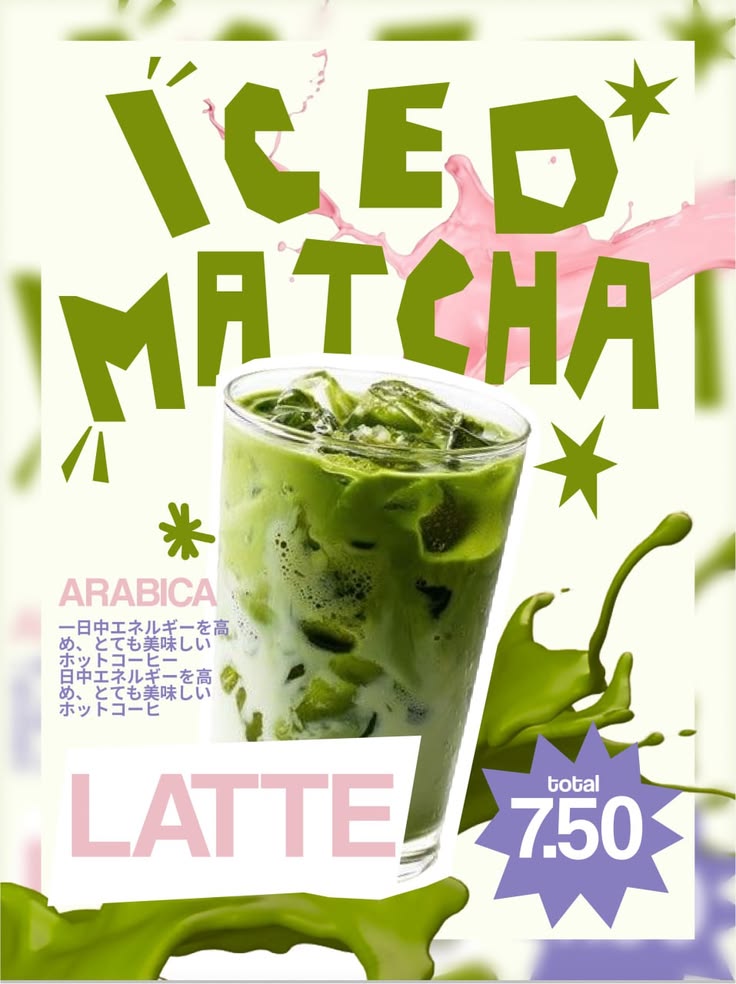 ICED
MATCHA
ARABICA
一日中エネルギーを高
め、とても美味しい
ホットコーヒー
日中エネルギーを高
め、とても美味しい
ホットコーヒ
LATTE
total
7.50